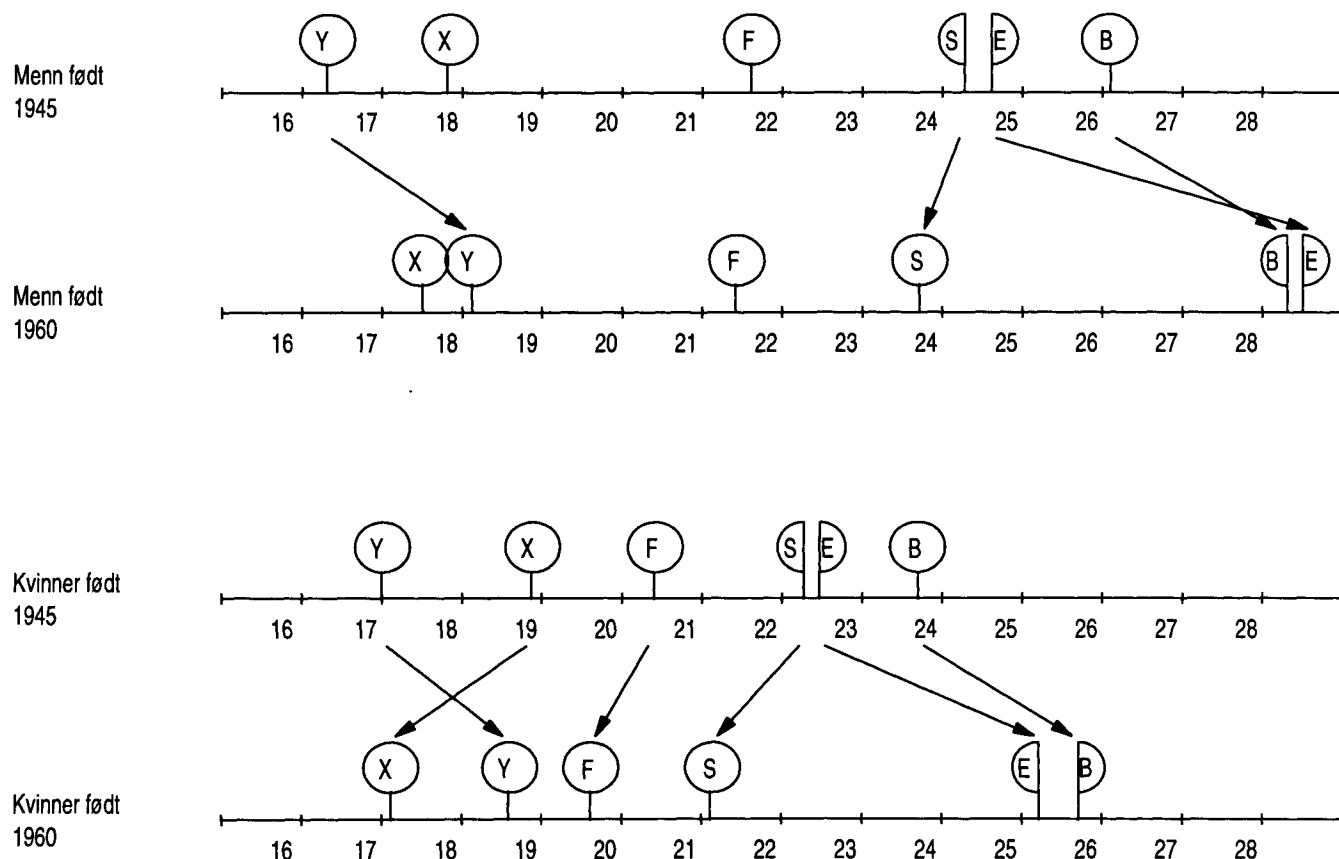 Y X F S E B
Menn født
1945
16 17 18 19 20 21 22 23 24 25 26 27 28
X Y F S B E
Menn født
1960
16 17 18 19 20 21 22 23 24 25 26 27 28
Y X F S E B
Kvinner født
1945
16 17 18 19 20 21 22 23 24 25 26 27 28
X Y F S E B
Kvinner født
1960
16 17 18 19 20 21 22 23 24 25 26 27 28